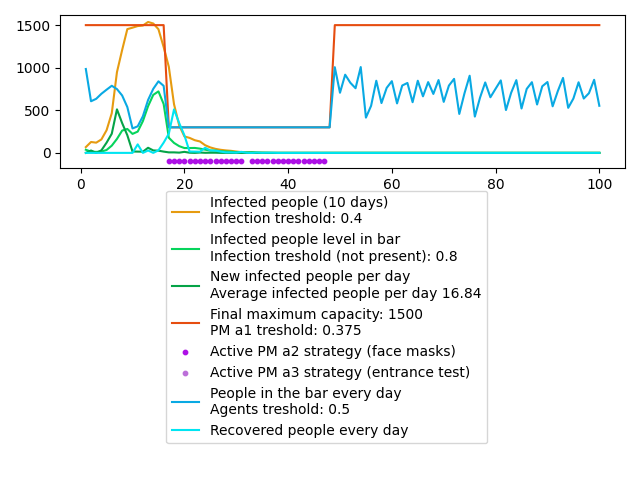 1500
1000
500
0
0
20
40
60
80
100
Infected people (10 days)
Infection treshold: 0.4
Infected people level in bar
Infection treshold (not present): 0.8
New infected people per day
Average infected people per day 16.84
Final maximum capacity: 1500
PM a1 treshold: 0.375
Active PM a2 strategy (face masks)
Active PM a3 strategy (entrance test)
People in the bar every day
Agents treshold: 0.5
Recovered people every day